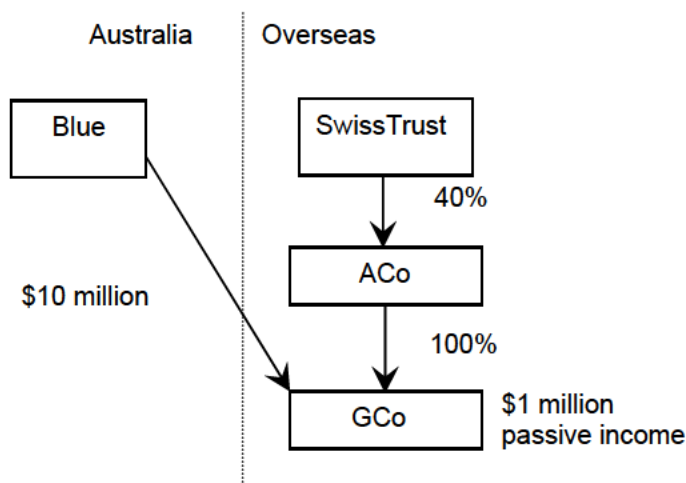 Australia
Overseas
Blue
SwissTrust
40%
ACo
$10 million
100%
GCo
$1 million
passive income